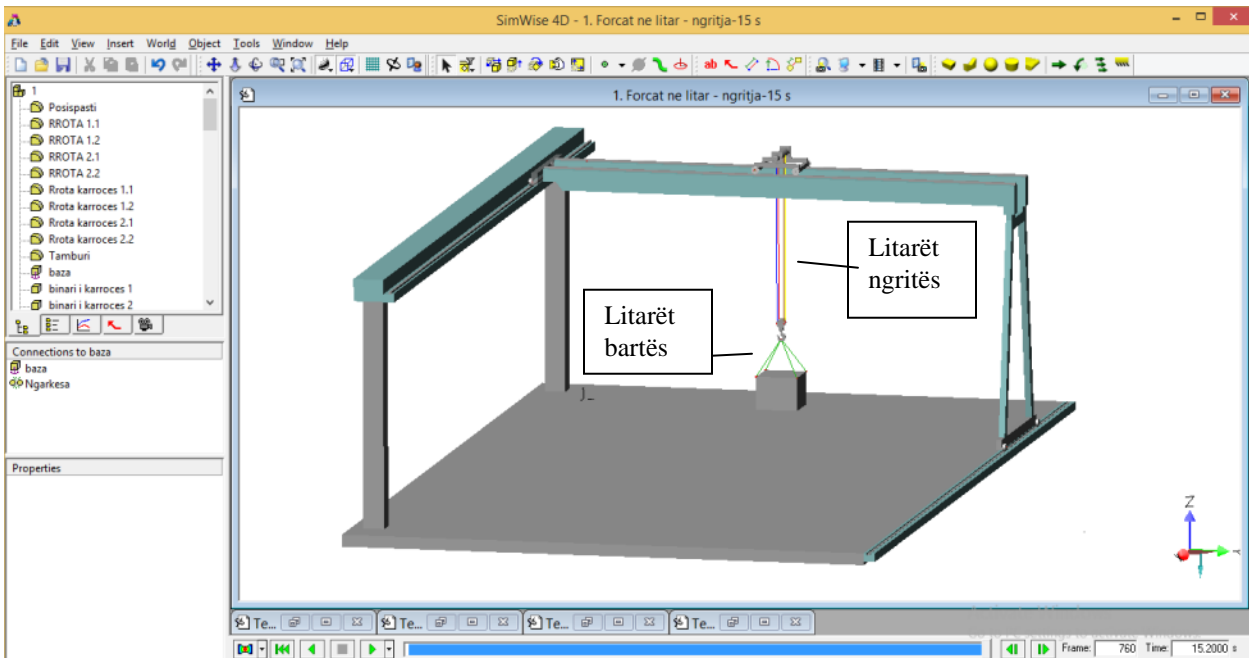 SimWise 4D - 1. Forcat ne litar - ngritja-15 s
File Edit View Insert World Object Tools Window Help
1
Posispasti
RROTA 1.1
RROTA 1.2
RROTA 2.1
RROTA 2.2
Rrota karroces 1.1
Rrota karroces 1.2
Rrota karroces 2.1
Rrota karroces 2.2
Tamburi
baza
binari i karroces 1
binari i karroces 2
Connections to baza
baza
Ngarkesa
Properties
1. Forcat ne litar - ngritja-15 s
Litarët
ngritës
Litarët
bartës
Z
Te... Te... Te... Te...
Frame: 760 Time: 15.2000 s